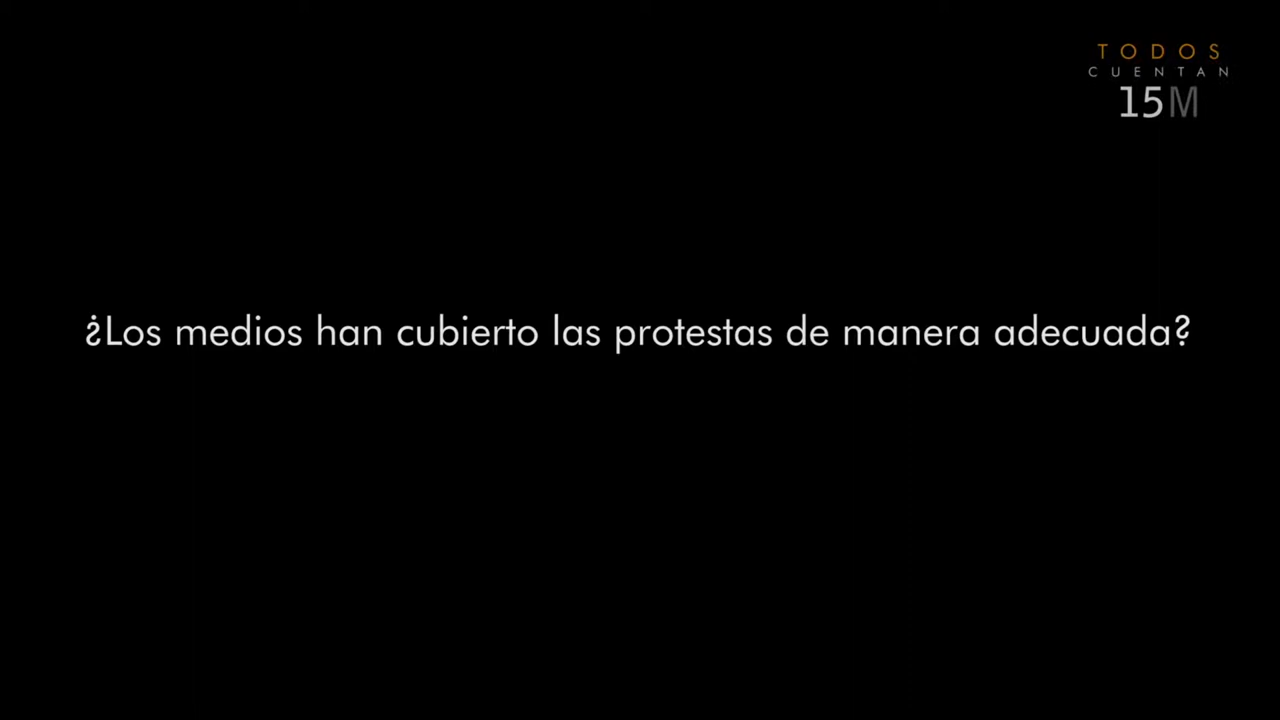 TODOS
CUENTAN
15M
¿Los medios han cubierto las protestas de manera adecuada?